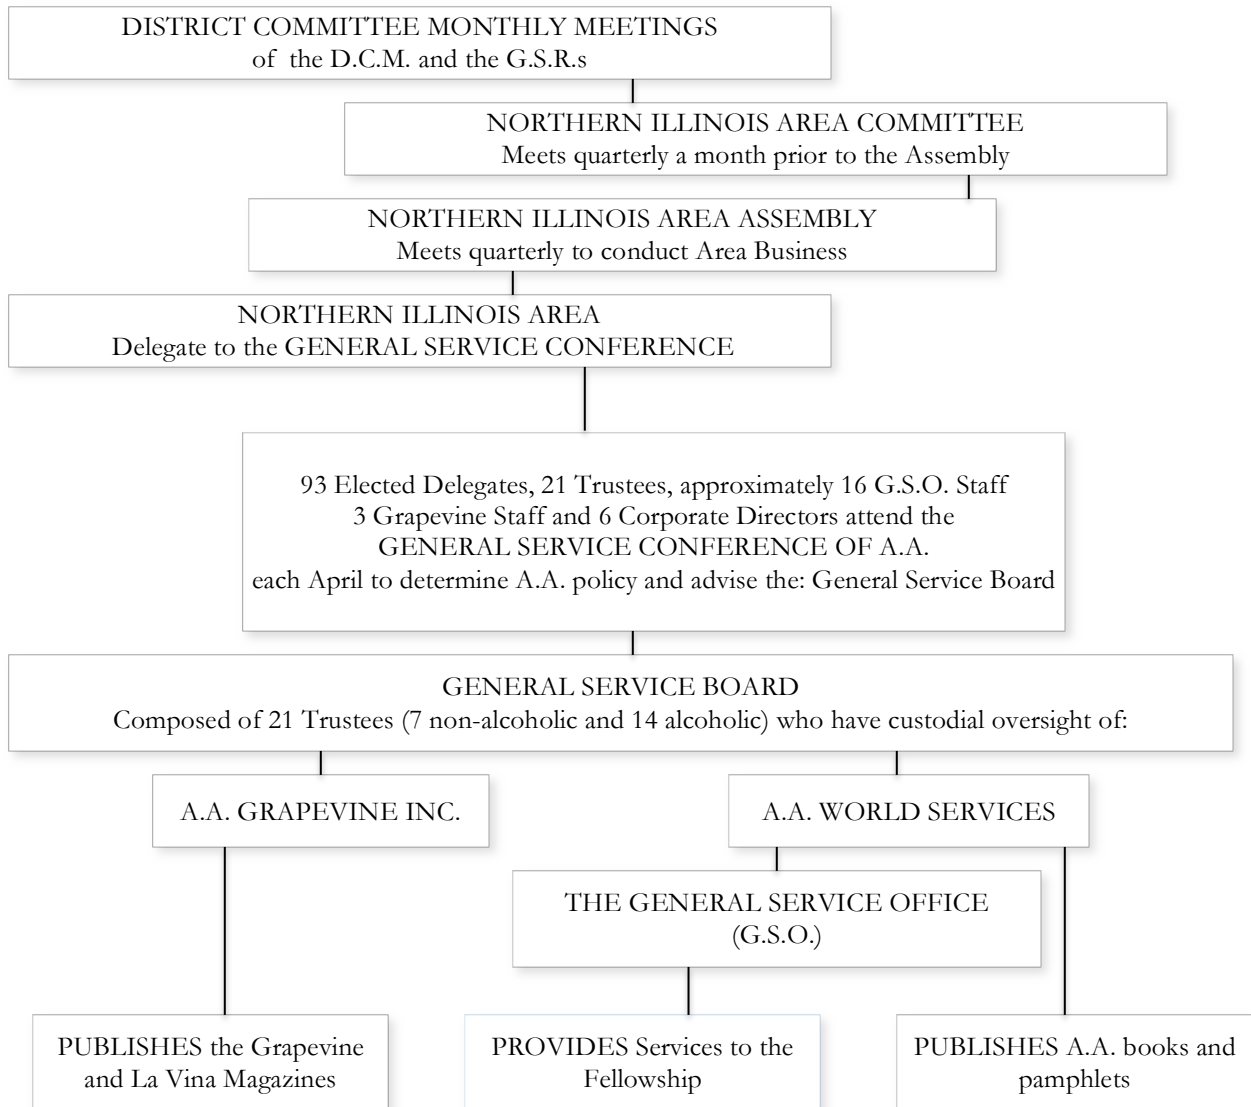 DISTRICT COMMITTEE MONTHLY MEETINGS
of the D.C.M. and the G.S.R.s
NORTHERN ILLINOIS AREA COMMITTEE
Meets quarterly a month prior to the Assembly
NORTHERN ILLINOIS AREA ASSEMBLY
Meets quarterly to conduct Area Business
NORTHERN ILLINOIS AREA
Delegate to the GENERAL SERVICE CONFERENCE
93 Elected Delegates, 21 Trustees, approximately 16 G.S.O. Staff
3 Grapevine Staff and 6 Corporate Directors attend the
GENERAL SERVICE CONFERENCE OF A.A.
each April to determine A.A. policy and advise the: General Service Board
GENERAL SERVICE BOARD
Composed of 21 Trustees (7 non-alcoholic and 14 alcoholic) who have custodial oversight of:
A.A. GRAPEVINE INC.
A.A. WORLD SERVICES
THE GENERAL SERVICE OFFICE
(G.S.O.)
PUBLISHES the Grapevine
and La Vina Magazines
PROVIDES Services to the
Fellowship
PUBLISHES A.A. books and
pamphlets